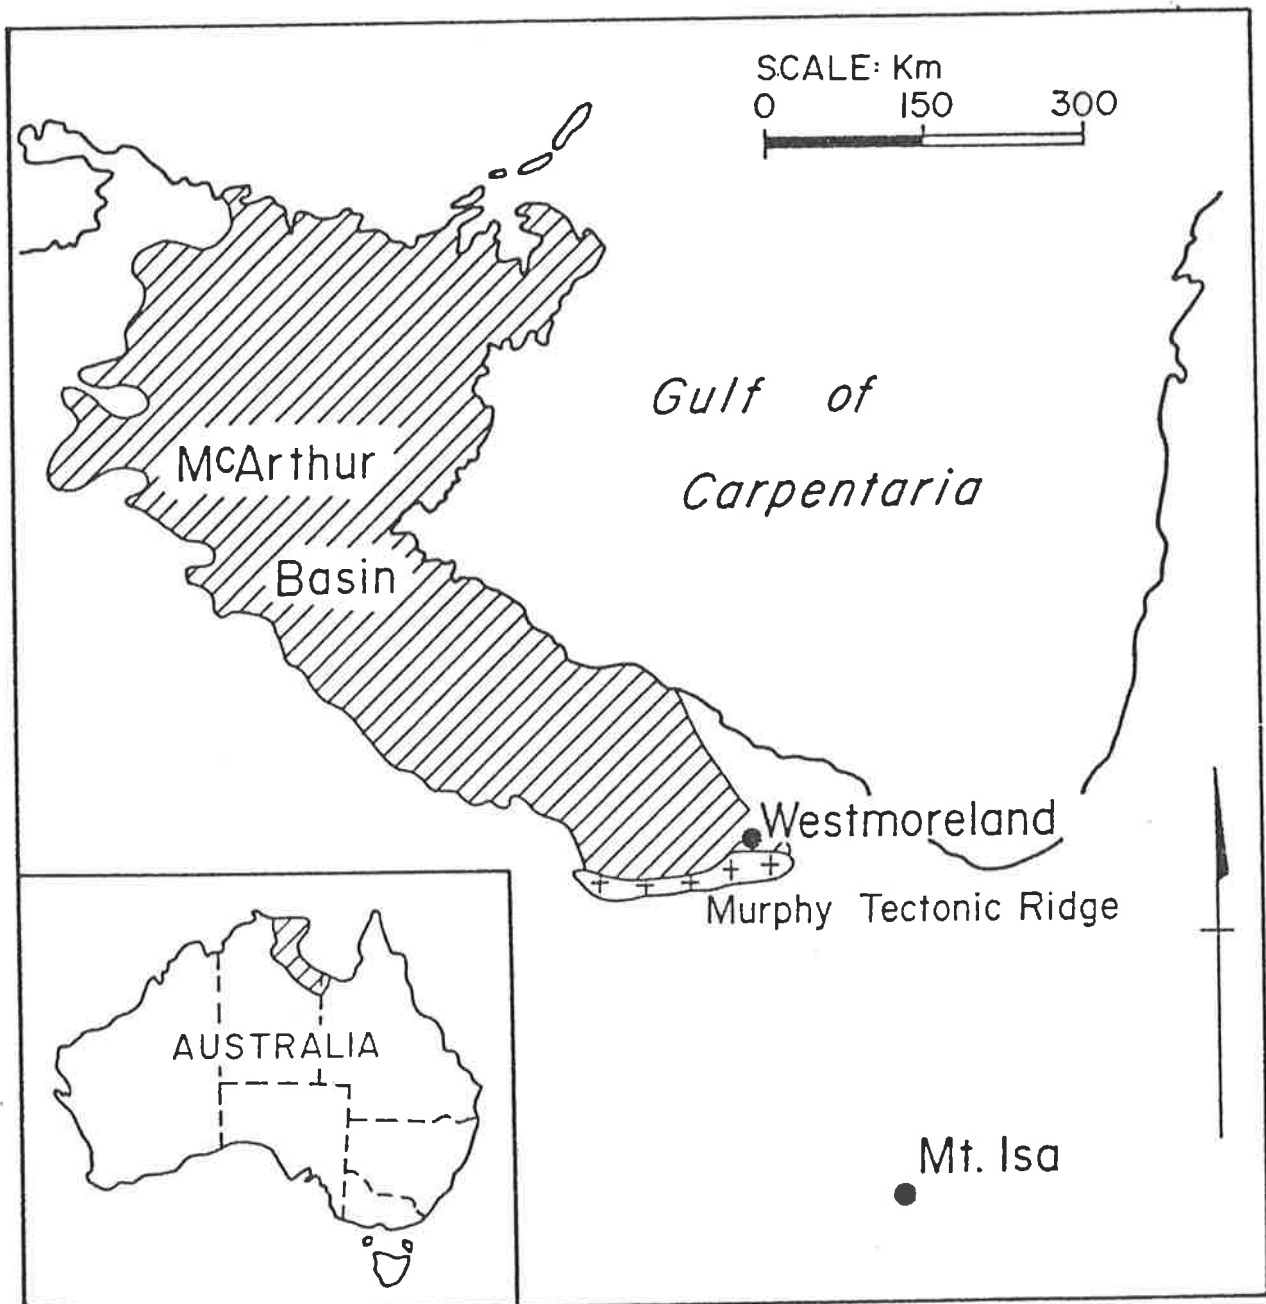 SCALE: Km
0 150 300
Gulf of
Carpentaria
McArthur
Basin
Westmoreland
Murphy Tectonic Ridge
AUSTRALIA
Mt. Isa